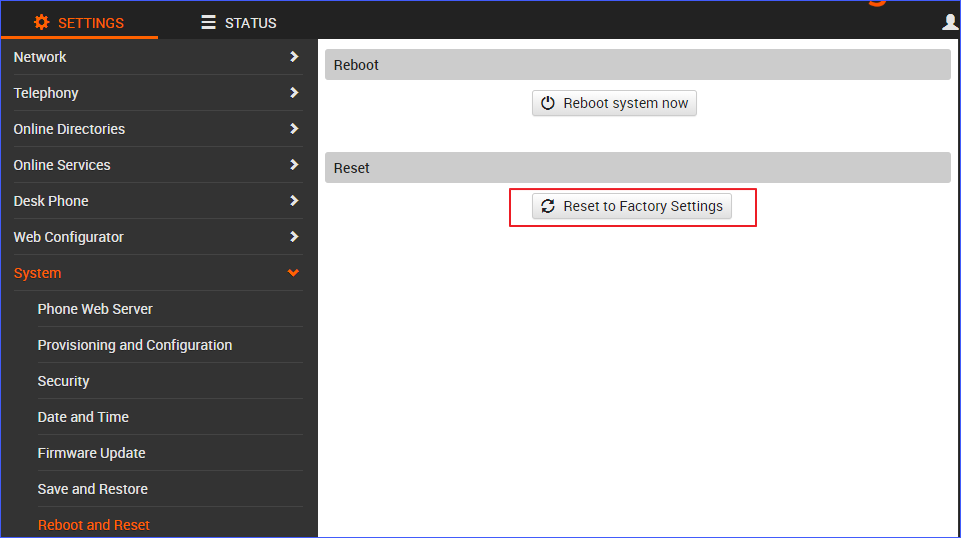 SETTINGS
STATUS
Network
Telephony
Online Directories
Online Services
Desk Phone
Web Configurator
System
Phone Web Server
Provisioning and Configuration
Security
Date and Time
Firmware Update
Save and Restore
Reboot and Reset
Reboot
Reboot system now
Reset
Reset to Factory Settings